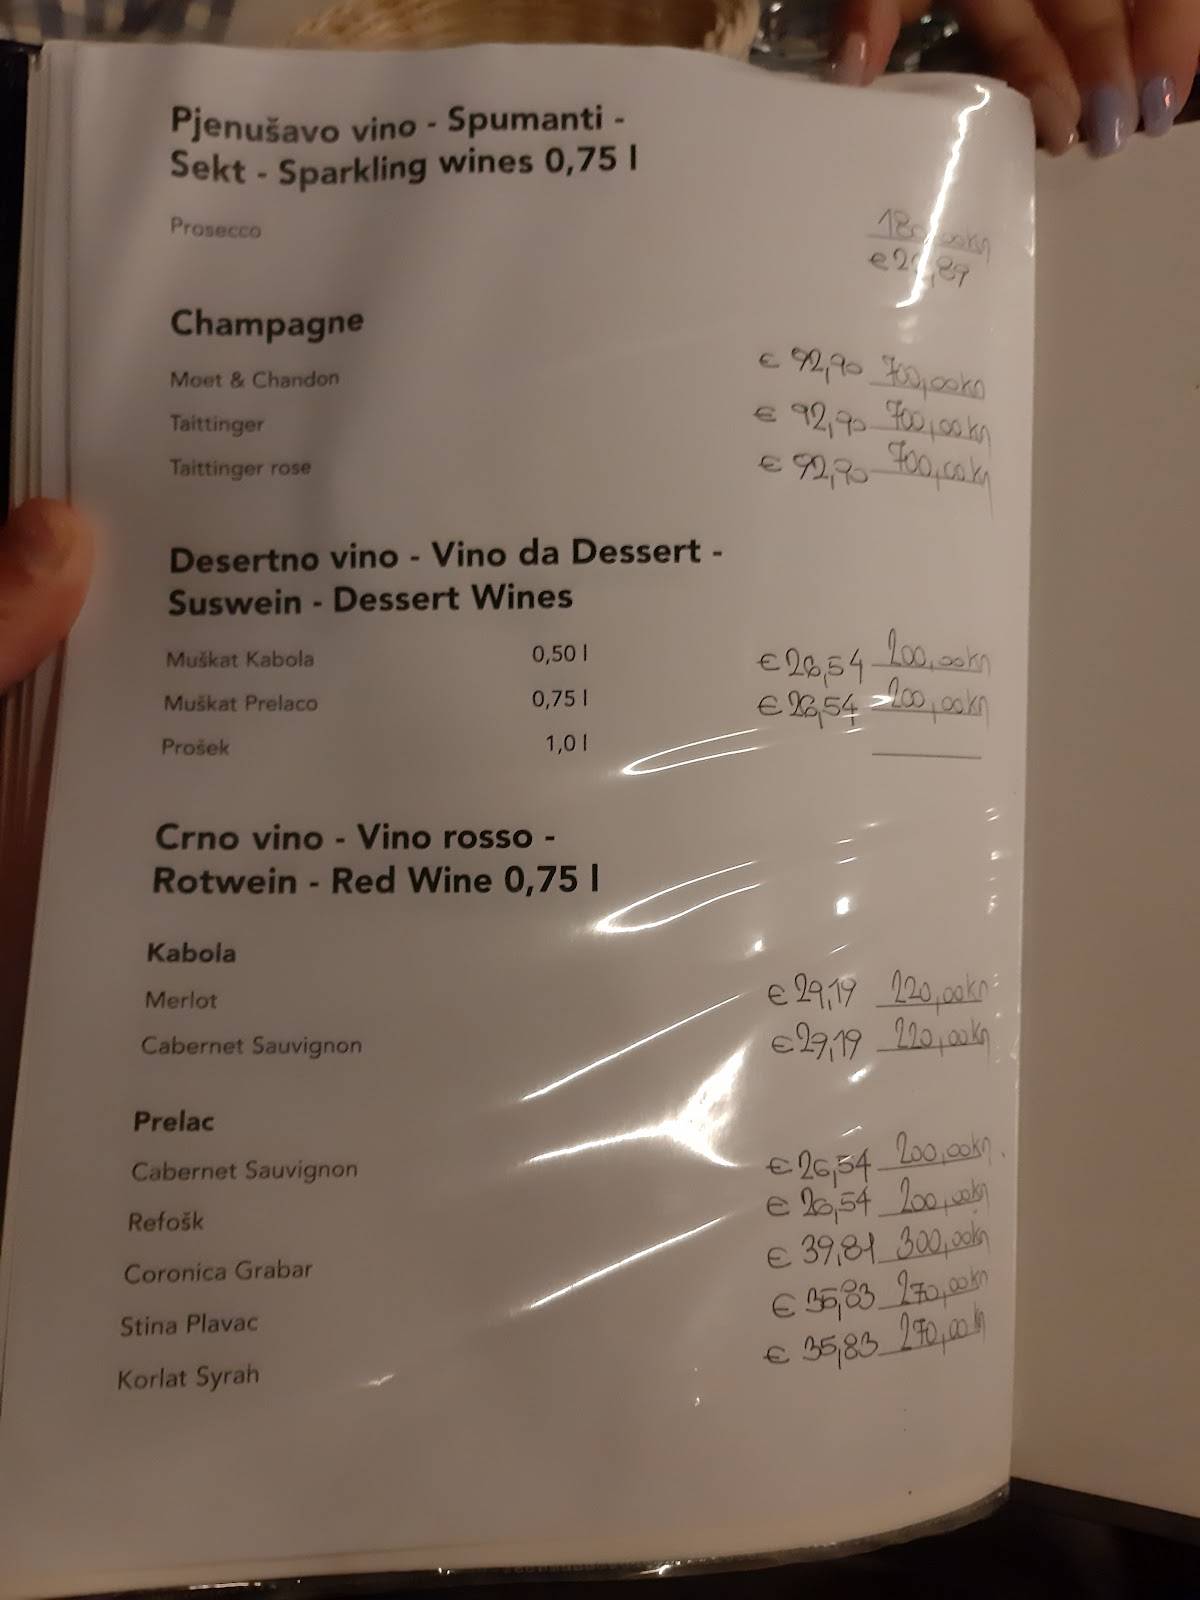 Pjenušavo vino - Spumanti -
Sekt - Sparkling wines 0,75 l
Prosecco
€ 92,90 700,00kn
Champagne
Moet & Chandon € 92,90 700,00kn
Taittinger € 92,90 700,00kn
Taittinger rose
Desertno vino - Vino da Dessert -
Suswein - Dessert Wines
Muškat Kabola 0,50 l € 26,54 200,00kn
Muškat Prelaco 0,75 l € 26,54 200,00kn
Prošek 1,0 l
Crno vino - Vino rosso -
Rotwein - Red Wine 0,75 l
Kabola
Merlot € 29,19 220,00kn
Cabernet Sauvignon € 29,19 220,00kn
Prelac
Cabernet Sauvignon € 26,54 200,00kn
Refošk € 26,54 200,00kn
Coronica Grabar € 39,81 300,00kn
Stina Plavac € 35,83 270,00kn
Korlat Syrah € 35,83 270,00kn